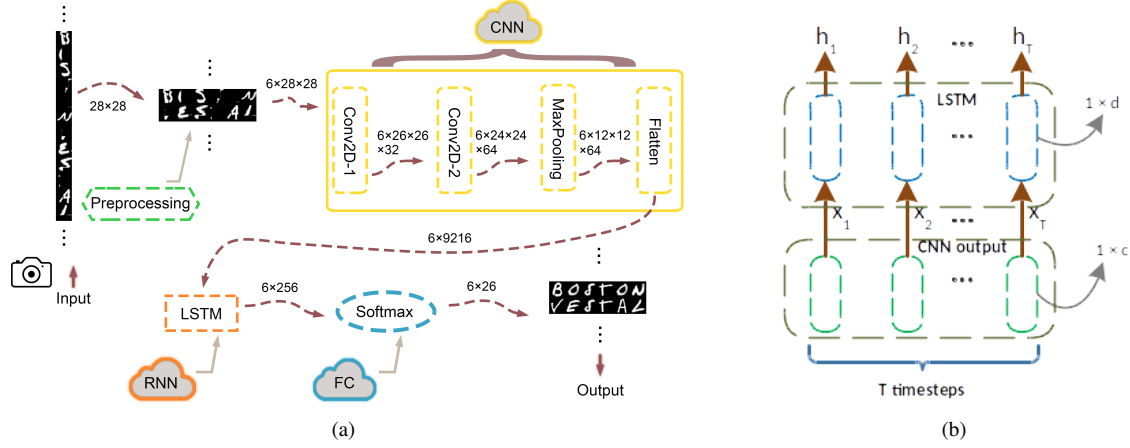 CNN
B
I
S
N
.
E
S
A
L
28×28
B I S . N
. E S A L
6×28×28
Conv2D-1
6×26×26
×32
Conv2D-2
6×24×24
×64
MaxPooling
6×12×12
×64
Flatten
Preprocessing
6×9216
Input
LSTM
6×256
Softmax
6×26
BOSTON
VESTAL
RNN
FC
Output
(a)
h1
h2
...
hT
LSTM
1 × d
...
x1
x2
...
xT
CNN output
1 × c
...
T timesteps
(b)